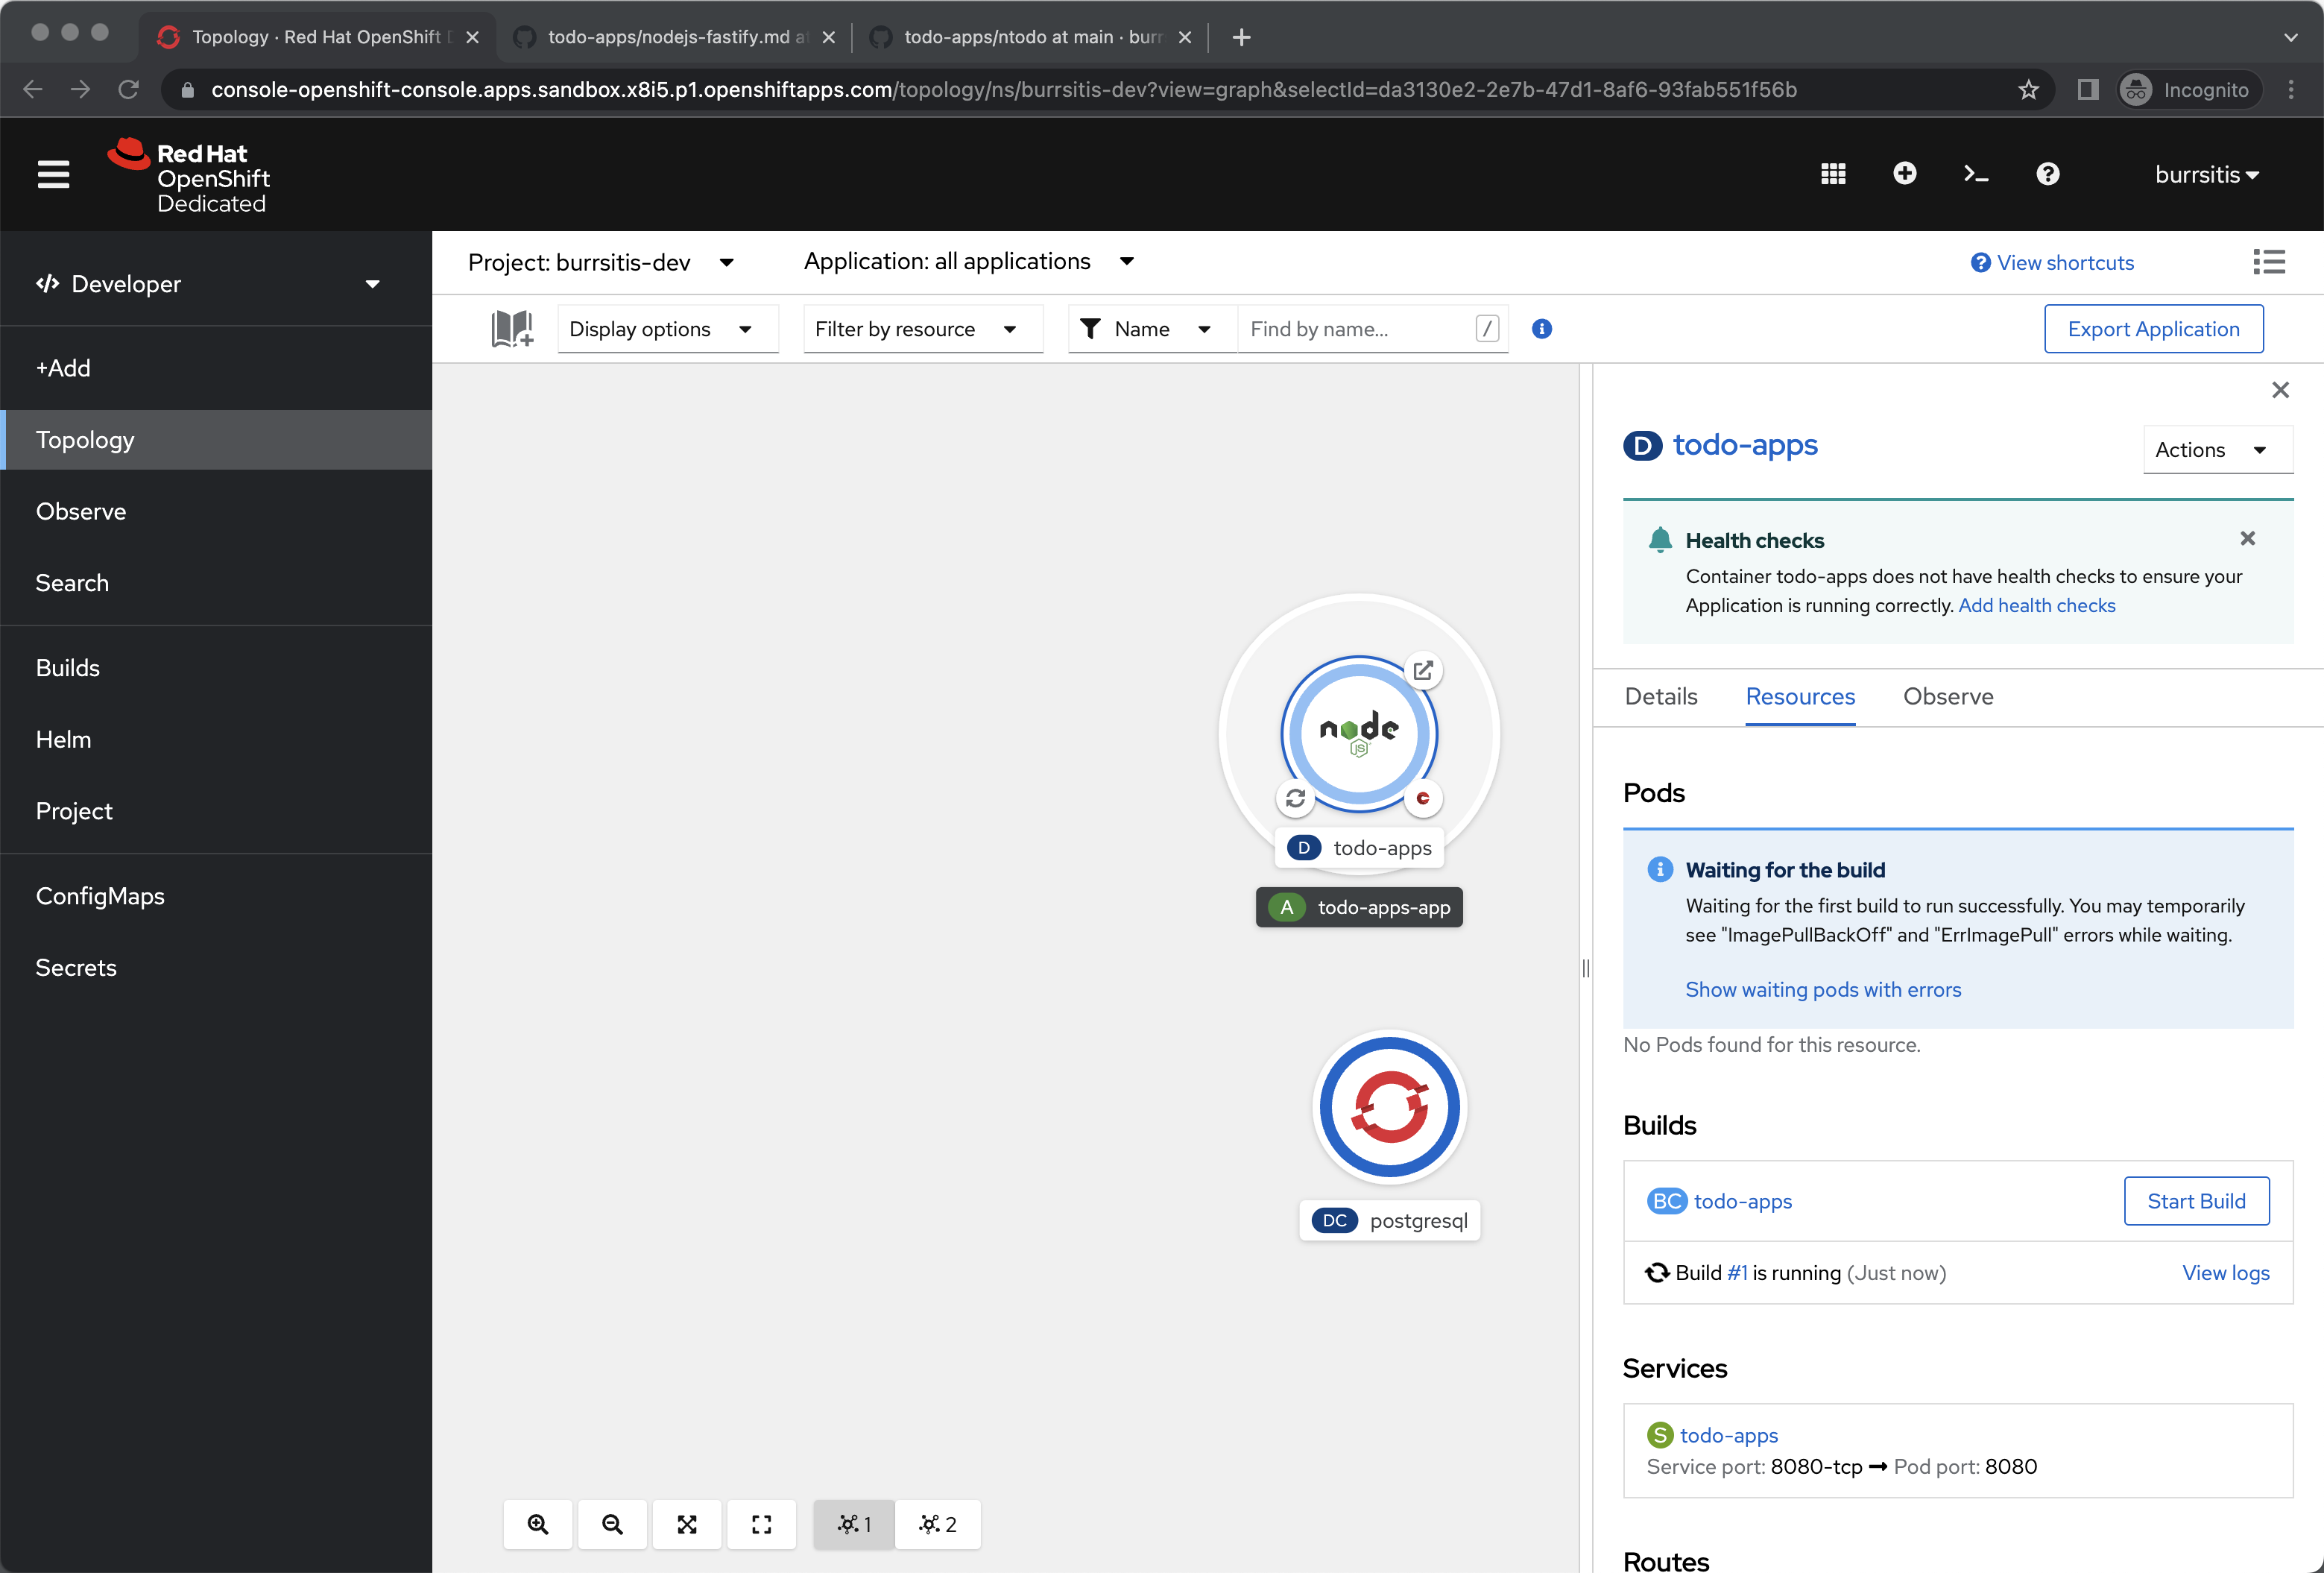 Topology · Red Hat OpenShift
todo-apps/nodejs-fastify.md
todo-apps/ntodo at main · burr
console-openshift-console.apps.sandbox.x8i5.p1.openshiftapps.com/topology/ns/burrsitis-dev?view=graph&selectId=da3130e2-2e7b-47d1-8af6-93fab551f56b
Incognito
Red Hat
OpenShift
Dedicated
burrsitis
Developer
+Add
Topology
Observe
Search
Builds
Helm
Project
ConfigMaps
Secrets
Project: burrsitis-dev
Application: all applications
View shortcuts
Display options
Filter by resource
Name
Find by name...
/
Export Application
node
JS
D todo-apps
A todo-apps-app
DC postgresql
1
2
D todo-apps
Actions
Health checks
Container todo-apps does not have health checks to ensure your
Application is running correctly. Add health checks
Details
Resources
Observe
Pods
Waiting for the build
Waiting for the first build to run successfully. You may temporarily
see "ImagePullBackOff" and "ErrImagePull" errors while waiting.
Show waiting pods with errors
No Pods found for this resource.
Builds
BC todo-apps
Start Build
Build #1 is running (Just now)
View logs
Services
S todo-apps
Service port: 8080-tcp → Pod port: 8080
Routes